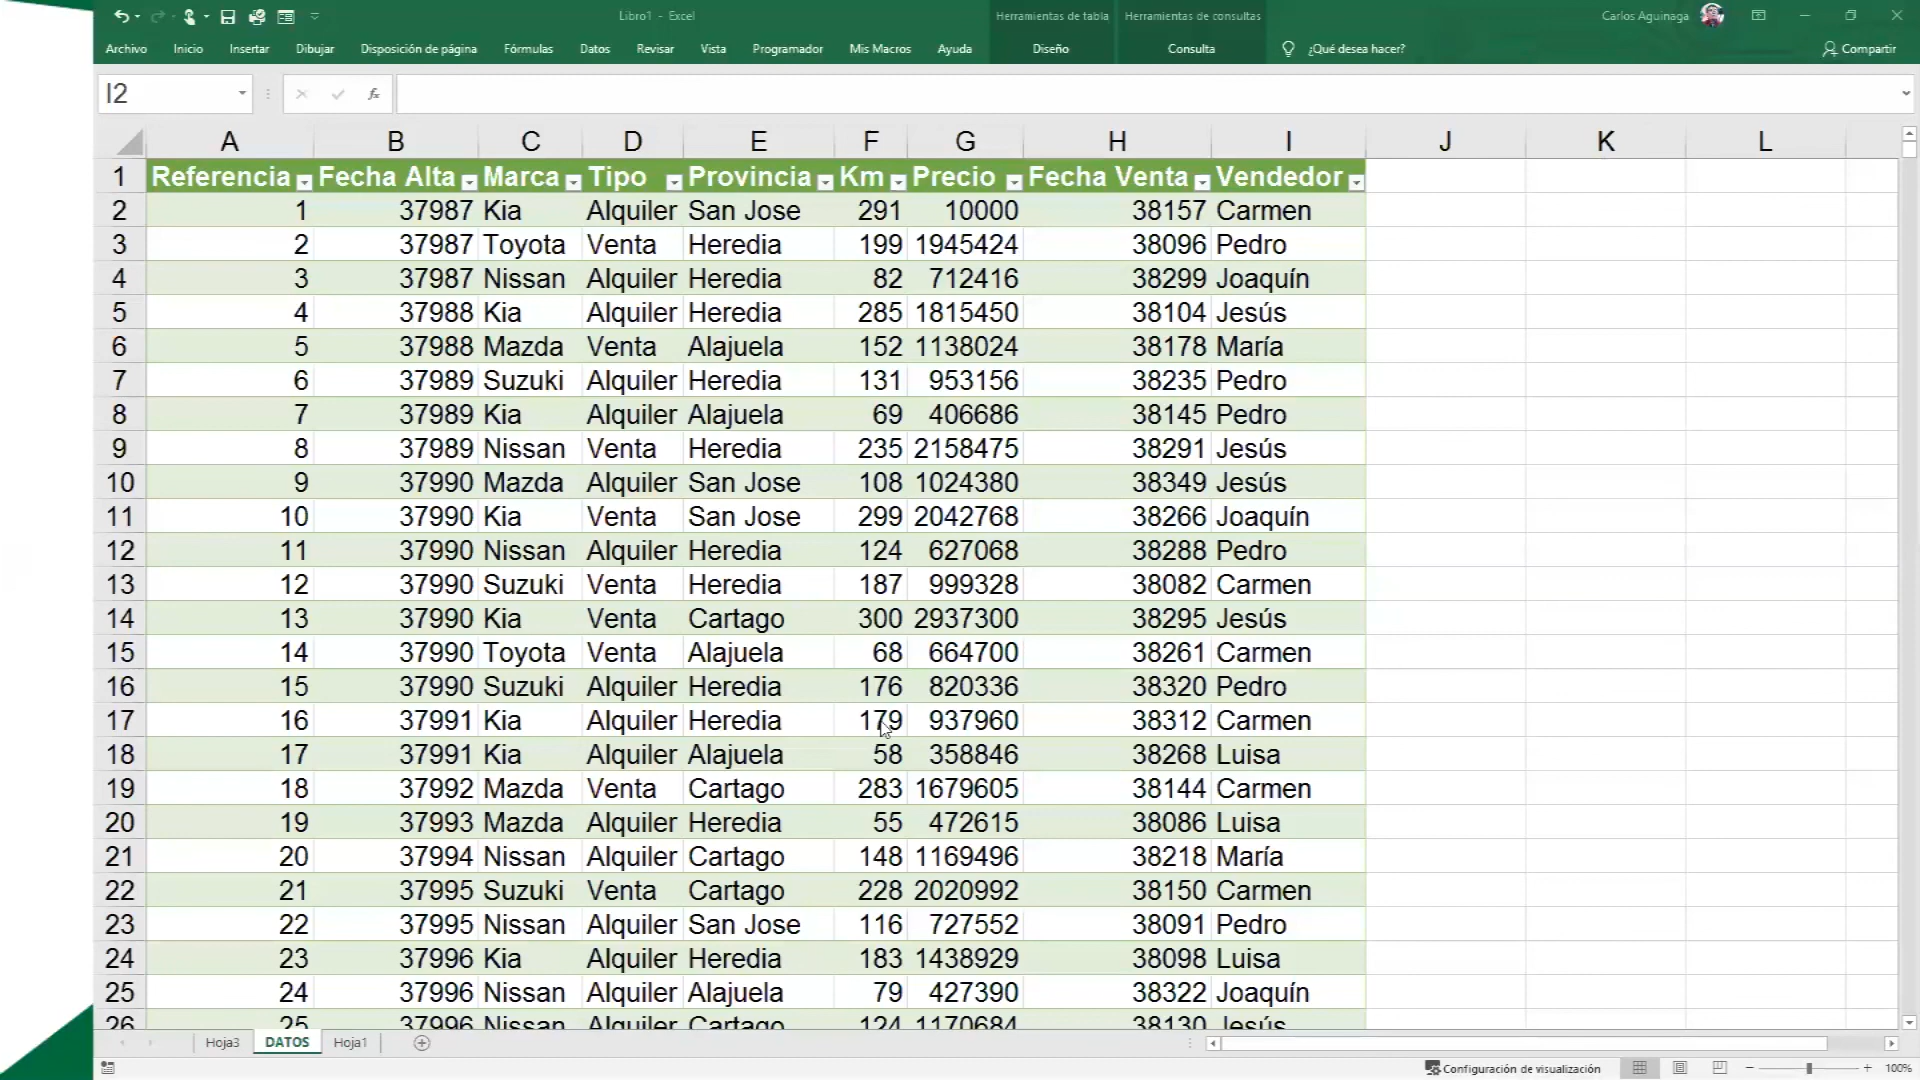 Libro1 - Excel
Herramientas de tabla
Herramientas de consultas
Carlos Aguinaga
Archivo Inicio Insertar Dibujar Disposición de página Fórmulas Datos Revisar Vista Programador Mis Macros Ayuda Diseño Consulta ¿Qué desea hacer? Compartir
I2 fx
A B C D E F G H I J K L
1 Referencia Fecha Alta Marca Tipo Provincia Km Precio Fecha Venta Vendedor
2 1 37987 Kia Alquiler San Jose 291 10000 38157 Carmen
3 2 37987 Toyota Venta Heredia 199 1945424 38096 Pedro
4 3 37987 Nissan Alquiler Heredia 82 712416 38299 Joaquín
5 4 37988 Kia Alquiler Heredia 285 1815450 38104 Jesús
6 5 37988 Mazda Venta Alajuela 152 1138024 38178 María
7 6 37989 Suzuki Alquiler Heredia 131 953156 38235 Pedro
8 7 37989 Kia Alquiler Alajuela 69 406686 38145 Pedro
9 8 37989 Nissan Venta Heredia 235 2158475 38291 Jesús
10 9 37990 Mazda Alquiler San Jose 108 1024380 38349 Jesús
11 10 37990 Kia Venta San Jose 299 2042768 38266 Joaquín
12 11 37990 Nissan Alquiler Heredia 124 627068 38288 Pedro
13 12 37990 Suzuki Venta Heredia 187 999328 38082 Carmen
14 13 37990 Kia Venta Cartago 300 2937300 38295 Jesús
15 14 37990 Toyota Venta Alajuela 68 664700 38261 Carmen
16 15 37990 Suzuki Alquiler Heredia 176 820336 38320 Pedro
17 16 37991 Kia Alquiler Heredia 179 937960 38312 Carmen
18 17 37991 Kia Alquiler Alajuela 58 358846 38268 Luisa
19 18 37992 Mazda Venta Cartago 283 1679605 38144 Carmen
20 19 37993 Mazda Alquiler Heredia 55 472615 38086 Luisa
21 20 37994 Nissan Alquiler Cartago 148 1169496 38218 María
22 21 37995 Suzuki Venta Cartago 228 2020992 38150 Carmen
23 22 37995 Nissan Alquiler San Jose 116 727552 38091 Pedro
24 23 37996 Kia Alquiler Heredia 183 1438929 38098 Luisa
25 24 37996 Nissan Alquiler Alajuela 79 427390 38322 Joaquín
26 25 37996 Nissan Alquiler Cartago 124 1170684 38130 Jesús
Hoja3 DATOS Hoja1
Configuración de visualización 100%